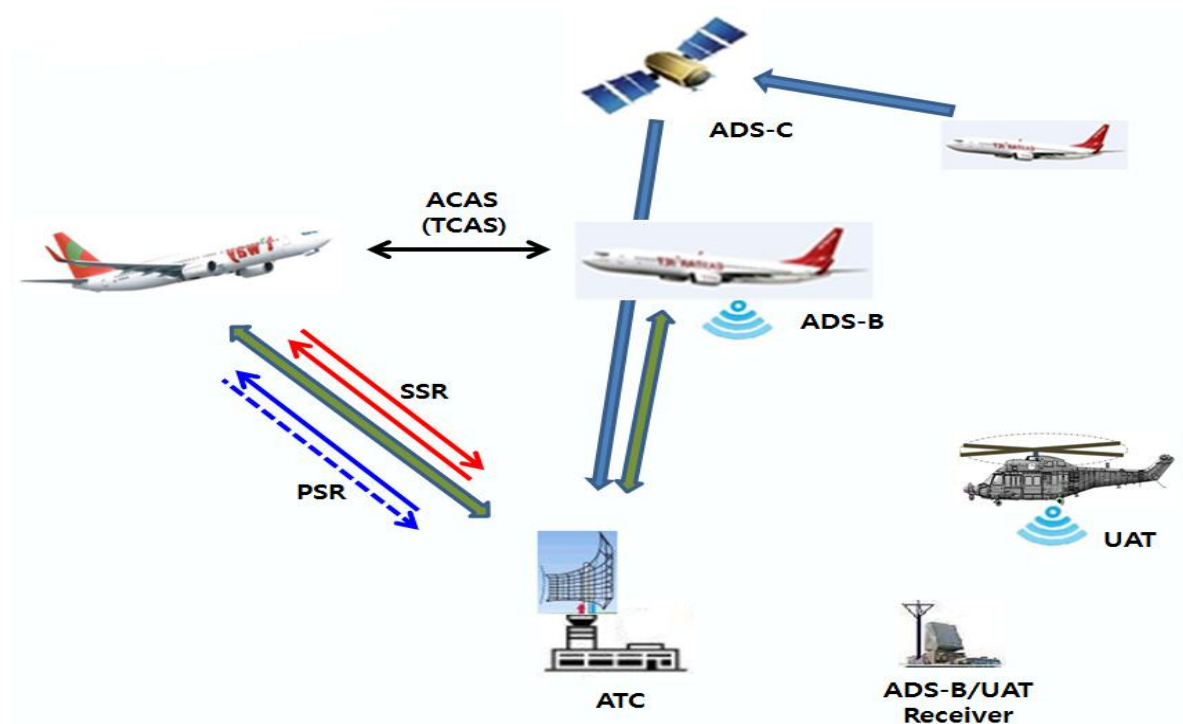 ADS-C
ACAS
(TCAS)
ADS-B
SSR
PSR
UAT
ATC
ADS-B/UAT
Receiver